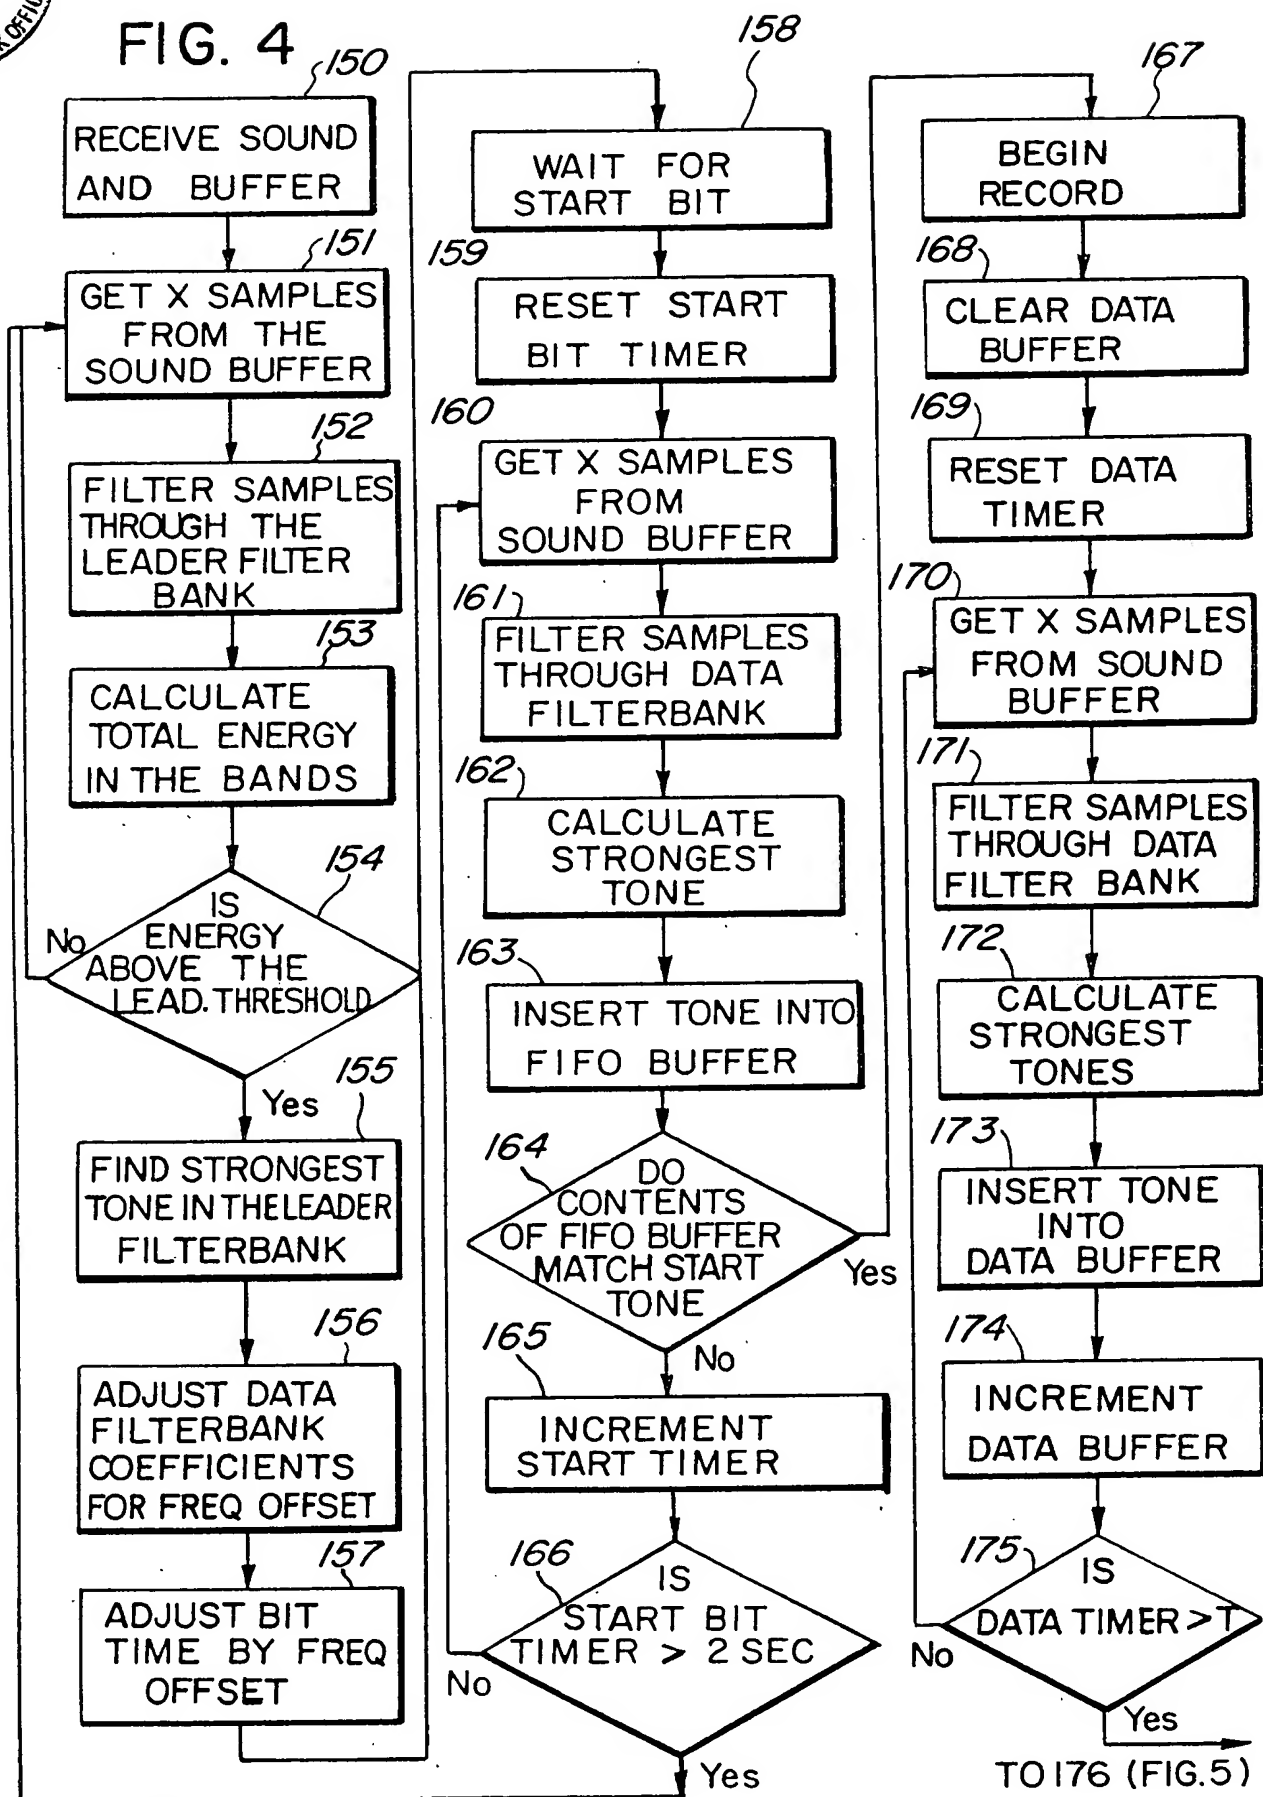 FIG. 4
150
RECEIVE SOUND
AND BUFFER
151
GET X SAMPLES
FROM THE
SOUND BUFFER
152
FILTER SAMPLES
THROUGH THE
LEADER FILTER
BANK
153
CALCULATE
TOTAL ENERGY
IN THE BANDS
154
IS
ENERGY
ABOVE THE
LEAD. THRESHOLD
No
Yes
155
FIND STRONGEST
TONE IN THE LEADER
FILTERBANK
156
ADJUST DATA
FILTERBANK
COEFFICIENTS
FOR FREQ OFFSET
157
ADJUST BIT
TIME BY FREQ
OFFSET
158
WAIT FOR
START BIT
159
RESET START
BIT TIMER
160
GET X SAMPLES
FROM
SOUND BUFFER
161
FILTER SAMPLES
THROUGH DATA
FILTERBANK
162
CALCULATE
STRONGEST
TONE
163
INSERT TONE INTO
FIFO BUFFER
164
DO
CONTENTS
OF FIFO BUFFER
MATCH START
TONE
Yes
No
165
INCREMENT
START TIMER
166
IS
START BIT
TIMER > 2 SEC
No
Yes
167
BEGIN
RECORD
168
CLEAR DATA
BUFFER
169
RESET DATA
TIMER
170
GET X SAMPLES
FROM SOUND
BUFFER
171
FILTER SAMPLES
THROUGH DATA
FILTER BANK
172
CALCULATE
STRONGEST
TONES
173
INSERT TONE
INTO
DATA BUFFER
174
INCREMENT
DATA BUFFER
175
IS
DATA TIMER > T
No
Yes
TO 176 (FIG.5)